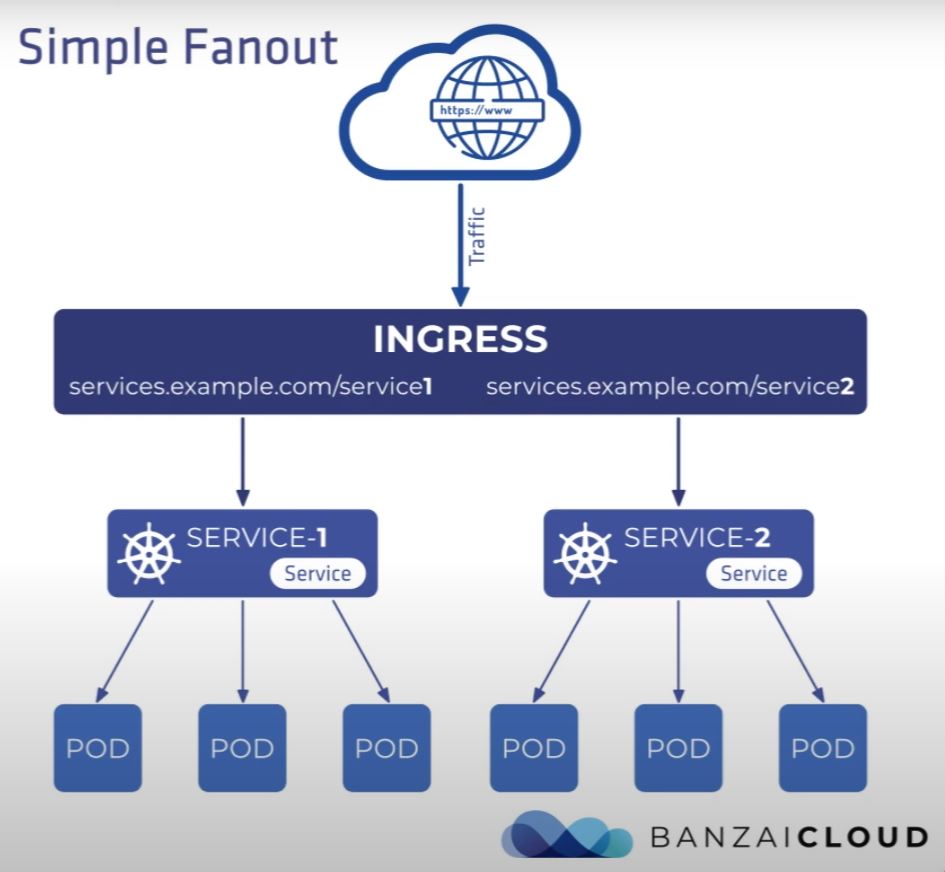 Simple Fanout
https://www
Traffic
INGRESS
services.example.com/service1
services.example.com/service2
SERVICE-1
Service
SERVICE-2
Service
POD
POD
POD
POD
POD
POD
BANZAICLOUD